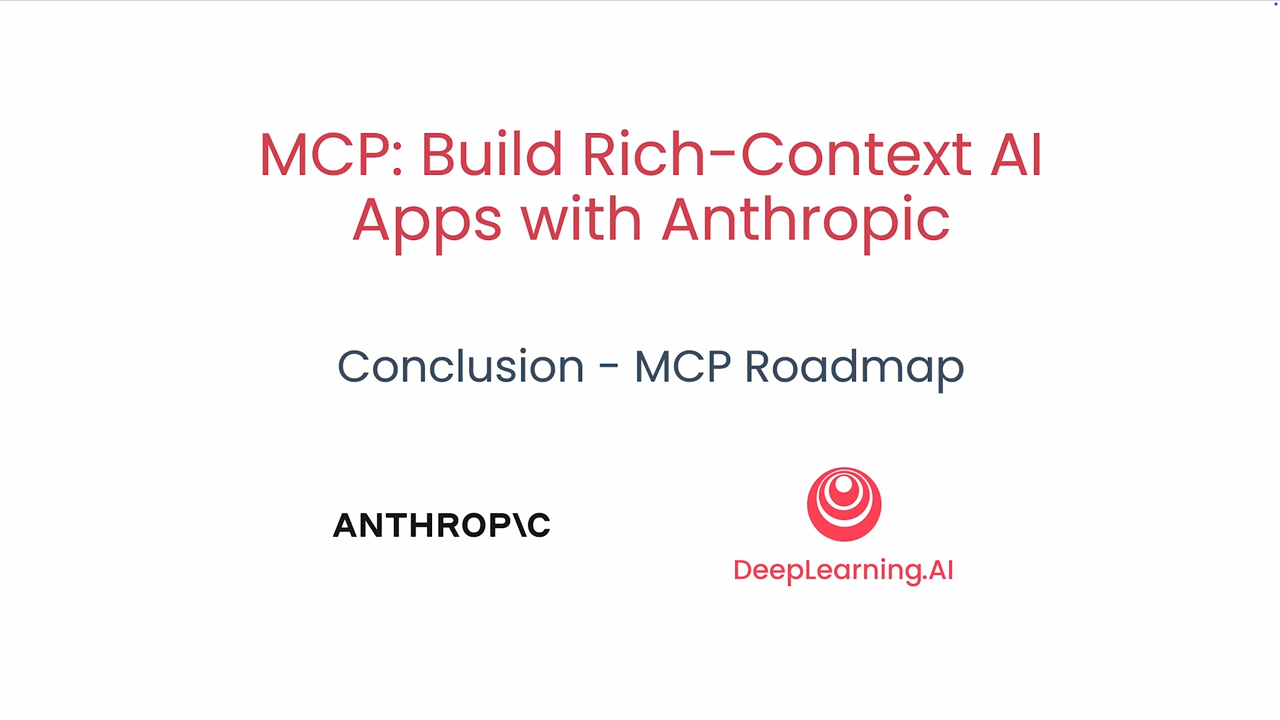 MCP: Build Rich-Context AI
Apps with Anthropic
Conclusion - MCP Roadmap
ANTHROP\C
DeepLearning.AI